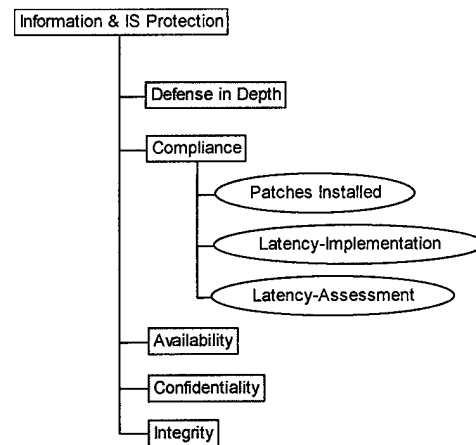 Information & IS Protection
Defense in Depth
Compliance
Patches Installed
Latency-Implementation
Latency-Assessment
Availability
Confidentiality
Integrity